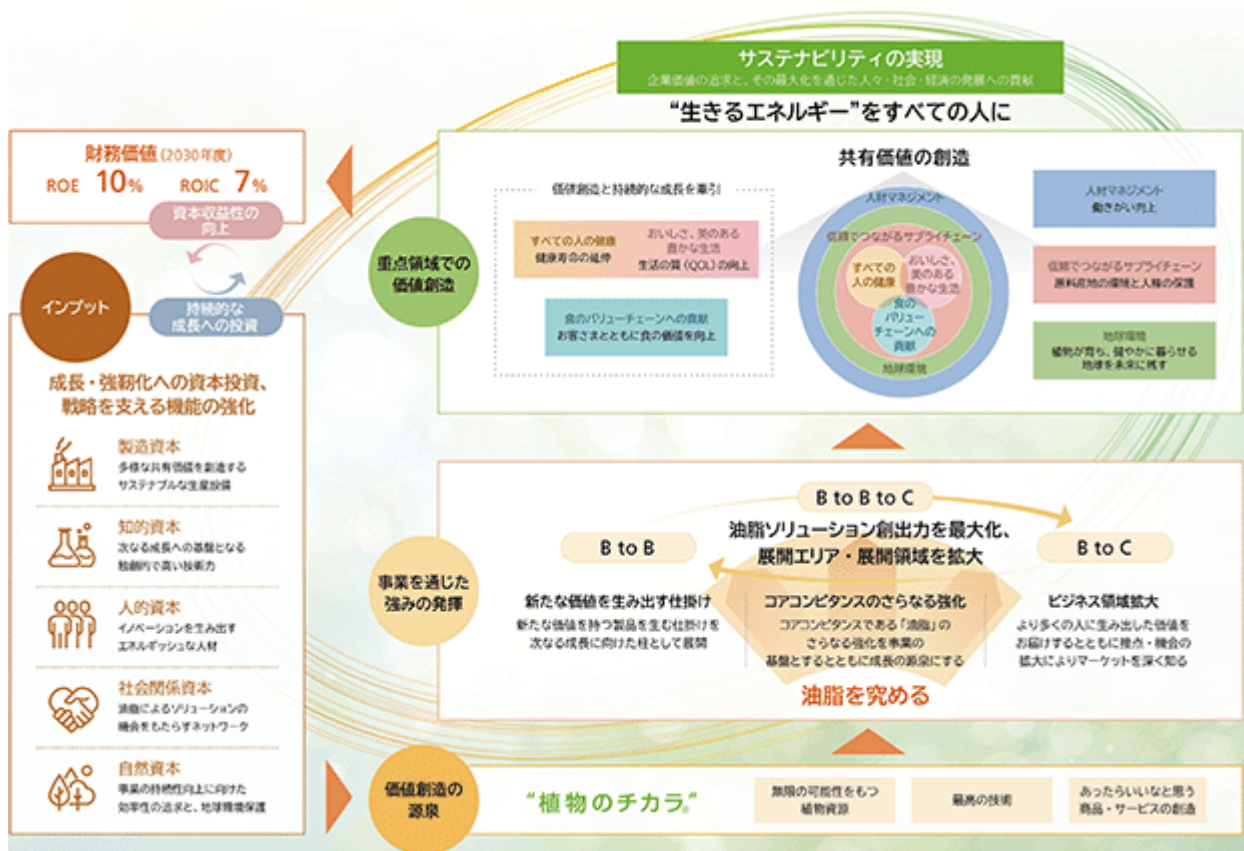 サステナビリティの実現
企業価値の追求と、その最大化を通じた人々・社会・経済の発展への貢献
“生きるエネルギー”をすべての人に
財務価値(2030年度)
ROE 10% ROIC 7%
資本収益性の
向上
持続的な
成長への投資
インプット
成長・強靭化への資本投資、
戦略を支える機能の強化
製造資本
多様な共有価値を創造する
サステナブルな生産設備
知的資本
次なる成長への基盤となる
独創的で高い技術力
人的資本
イノベーションを生み出す
エネルギッシュな人材
社会関係資本
油脂によるソリューションの
機会をもたらすネットワーク
自然資本
事業の持続性向上に向けた
効率性の追求と、地球環境保護
重点領域での
価値創造
価値創造と持続的な成長を牽引
すべての人の健康
健康寿命の延伸
おいしさ、美のある
豊かな生活
生活の質(QOL)の向上
食のバリューチェーンへの貢献
お客さまとともに食の価値を向上
共有価値の創造
人材マネジメント
信頼でつながるサプライチェーン
すべての
人の健康
おいしさ、
美のある
豊かな生活
食の
バリュー
チェーンへの
貢献
地球環境
人材マネジメント
働きがい向上
信頼でつながるサプライチェーン
原料産地の環境と人権の保護
地球環境
植物が育ち、健やかに暮らせる
地球を未来に残す
事業を通じた
強みの発揮
B to B to C
油脂ソリューション創出力を最大化、
展開エリア・展開領域を拡大
B to B
B to C
新たな価値を生み出す仕掛け
新たな価値を持つ製品を生む仕掛けを
次なる成長に向けた柱として展開
コアコンピタンスのさらなる強化
コアコンピタンスである「油脂」の
さらなる強化を事業の
基盤とするとともに成長の源泉にする
ビジネス領域拡大
より多くの人に生み出した価値を
お届けするとともに接点・機会の
拡大によりマーケットを深く知る
油脂を究める
価値創造の
源泉
“植物のチカラ®”
無限の可能性をもつ
植物資源
最高の技術
あったらいいなと思う
商品・サービスの創造